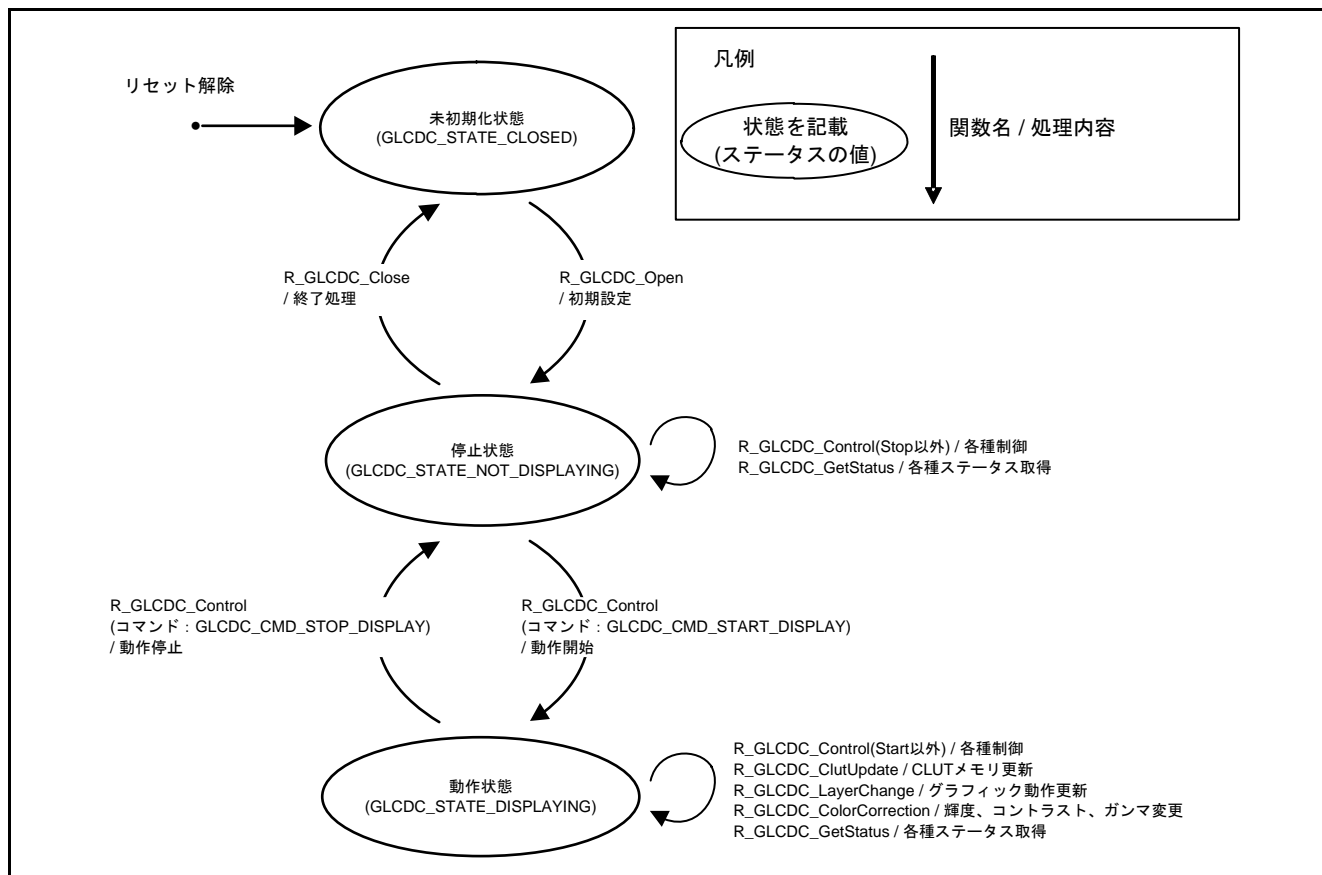 リセット解除
未初期化状態
(GLCDC_STATE_CLOSED)
凡例
状態を記載
(ステータスの値)
関数名 / 処理内容
R_GLCDC_Close
/ 終了処理
R_GLCDC_Open
/ 初期設定
停止状態
(GLCDC_STATE_NOT_DISPLAYING)
R_GLCDC_Control(Stop以外) / 各種制御
R_GLCDC_GetStatus / 各種ステータス取得
R_GLCDC_Control
(コマンド：GLCDC_CMD_STOP_DISPLAY)
/ 動作停止
R_GLCDC_Control
(コマンド：GLCDC_CMD_START_DISPLAY)
/ 動作開始
動作状態
(GLCDC_STATE_DISPLAYING)
R_GLCDC_Control(Start以外) / 各種制御
R_GLCDC_ClutUpdate / CLUTメモリ更新
R_GLCDC_LayerChange / グラフィック動作更新
R_GLCDC_ColorCorrection / 輝度、コントラスト、ガンマ変更
R_GLCDC_GetStatus / 各種ステータス取得